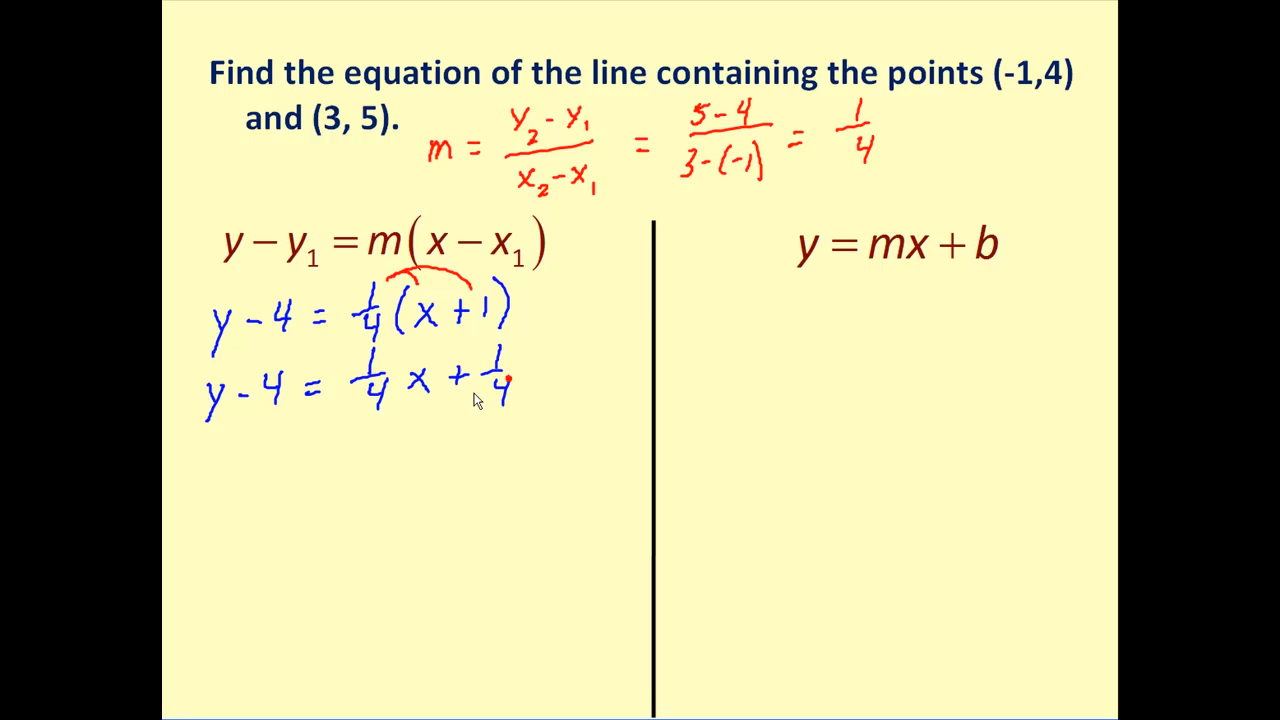 Find the equation of the line containing the points (-1,4)
and (3, 5).
m = (y₂ - y₁)/(x₂ - x₁) = (5 - 4)/(3 - (-1)) = 1/4
y − y₁ = m(x − x₁)
y - 4 = 1/4 (x + 1)
y - 4 = 1/4 x + 1/4
y = mx + b